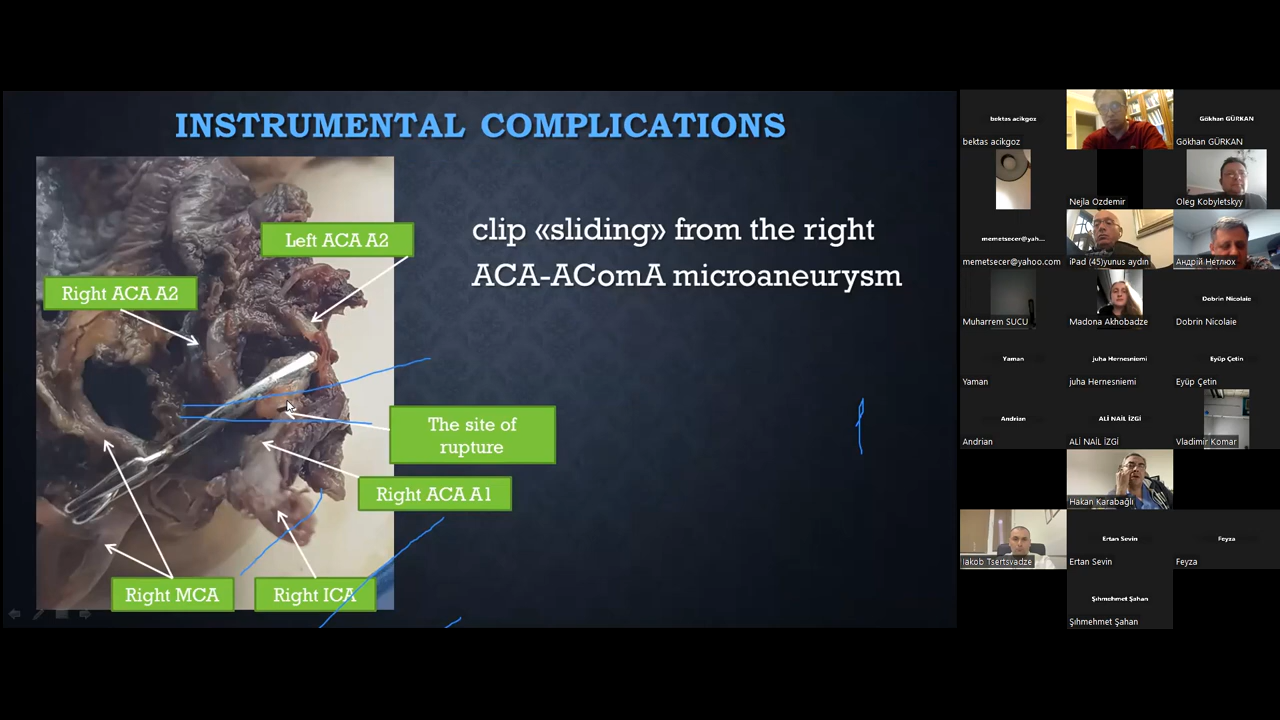 INSTRUMENTAL COMPLICATIONS
Left ACA A2
Right ACA A2
clip «sliding» from the right
ACA-AComA microaneurysm
The site of
rupture
Right ACA A1
Right MCA
Right ICA
bektas acikgoz
bektas acikgoz
Gökhan GÜRKAN
Gökhan GÜRKAN
Nejla Ozdemir
Oleg Kobyletskyy
memetsecer@yah...
memetsecer@yahoo.com
iPad (45)yunus aydın
Андрій Нетлюх
Muharrem SUCU
Madona Akhobadze
Dobrin Nicolaie
Dobrin Nicolaie
Yaman
Yaman
juha Hernesniemi
juha Hernesniemi
Eyüp Çetin
Eyüp Çetin
Andrian
Andrian
ALİ NAİL İZGİ
ALİ NAİL İZGİ
Vladimir Komar
Hakan Karabağlı
Iakob Tsertsvadze
Ertan Sevin
Ertan Sevin
Feyza
Feyza
Şıhmehmet Şahan
Şıhmehmet Şahan